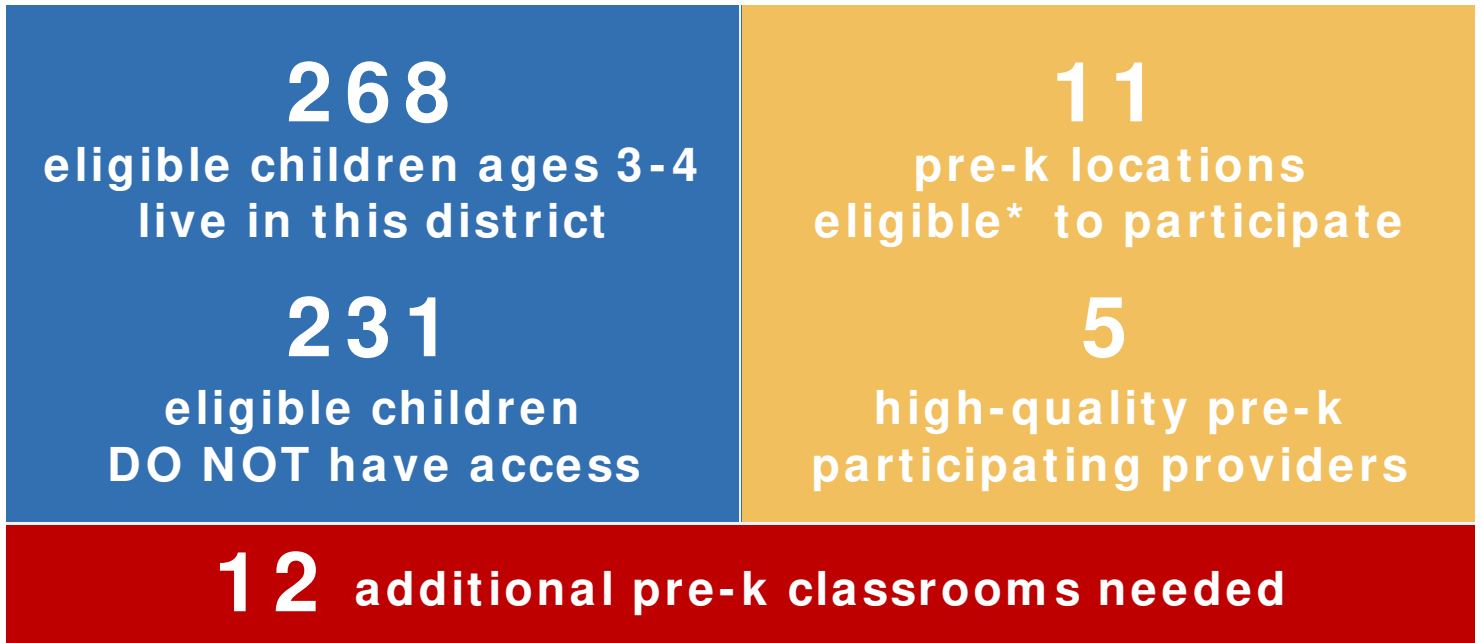 268
eligible children ages 3-4
live in this district
231
eligible children
DO NOT have access
11
pre-k locations
eligible* to participate
5
high-quality pre-k
participating providers
12 additional pre-k classrooms needed